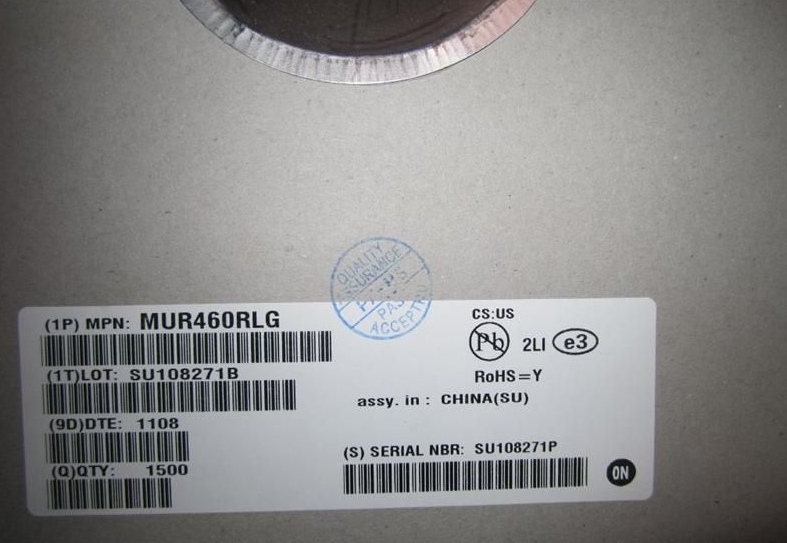 QUALITY
ASSURANCE
PASS
ACCEPT
(1P) MPN: MUR460RLG
CS:US
Pb 2LI e3
RoHS=Y
(1T)LOT: SU108271B
assy. in : CHINA(SU)
(9D)DTE: 1108
(S) SERIAL NBR: SU108271P
(Q)QTY: 1500
ON